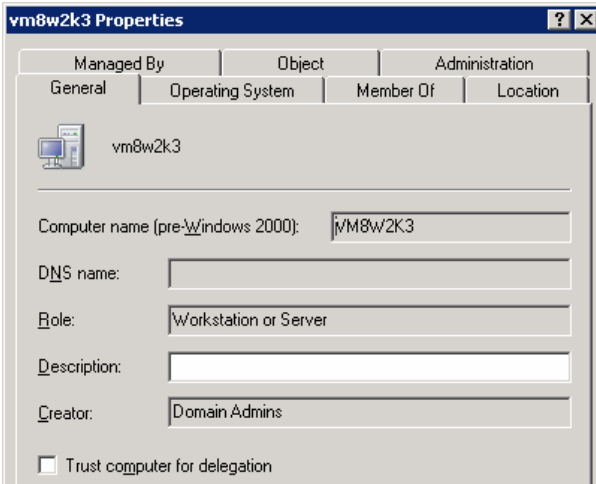 vm8w2k3 Properties
Managed By Object Administration
General Operating System Member Of Location
vm8w2k3
Computer name (pre-Windows 2000): VM8W2K3
DNS name:
Role: Workstation or Server
Description:
Creator: Domain Admins
Trust computer for delegation